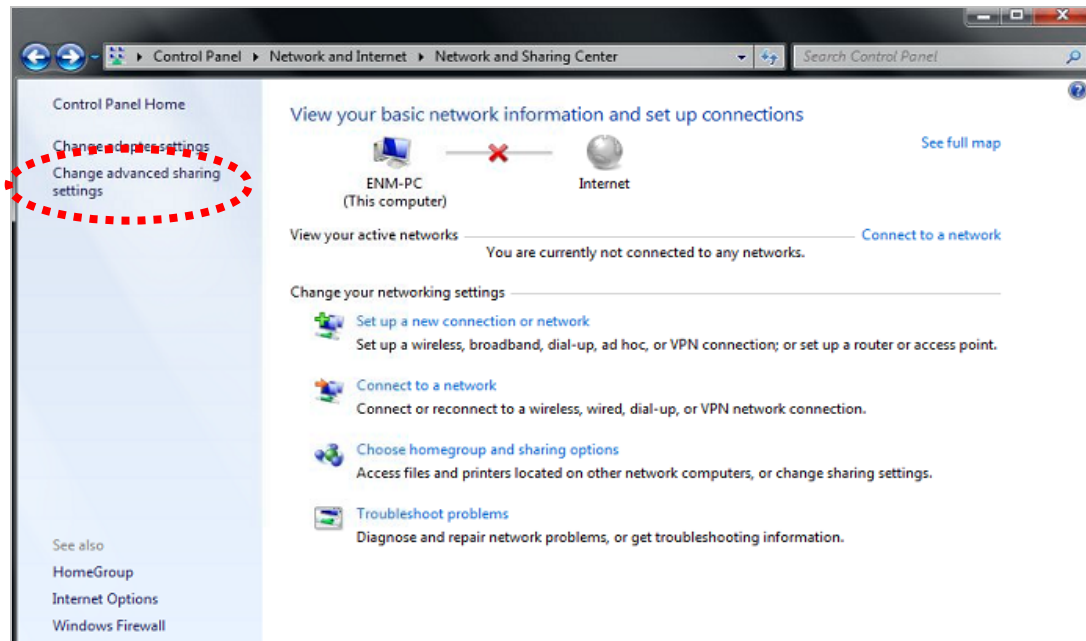 Control Panel ▸ Network and Internet ▸ Network and Sharing Center
Search Control Panel
Control Panel Home
Change adapter settings
Change advanced sharing
settings
View your basic network information and set up connections
See full map
ENM-PC
(This computer)
Internet
View your active networks
Connect to a network
You are currently not connected to any networks.
Change your networking settings
Set up a new connection or network
Set up a wireless, broadband, dial-up, ad hoc, or VPN connection; or set up a router or access point.
Connect to a network
Connect or reconnect to a wireless, wired, dial-up, or VPN network connection.
Choose homegroup and sharing options
Access files and printers located on other network computers, or change sharing settings.
Troubleshoot problems
Diagnose and repair network problems, or get troubleshooting information.
See also
HomeGroup
Internet Options
Windows Firewall